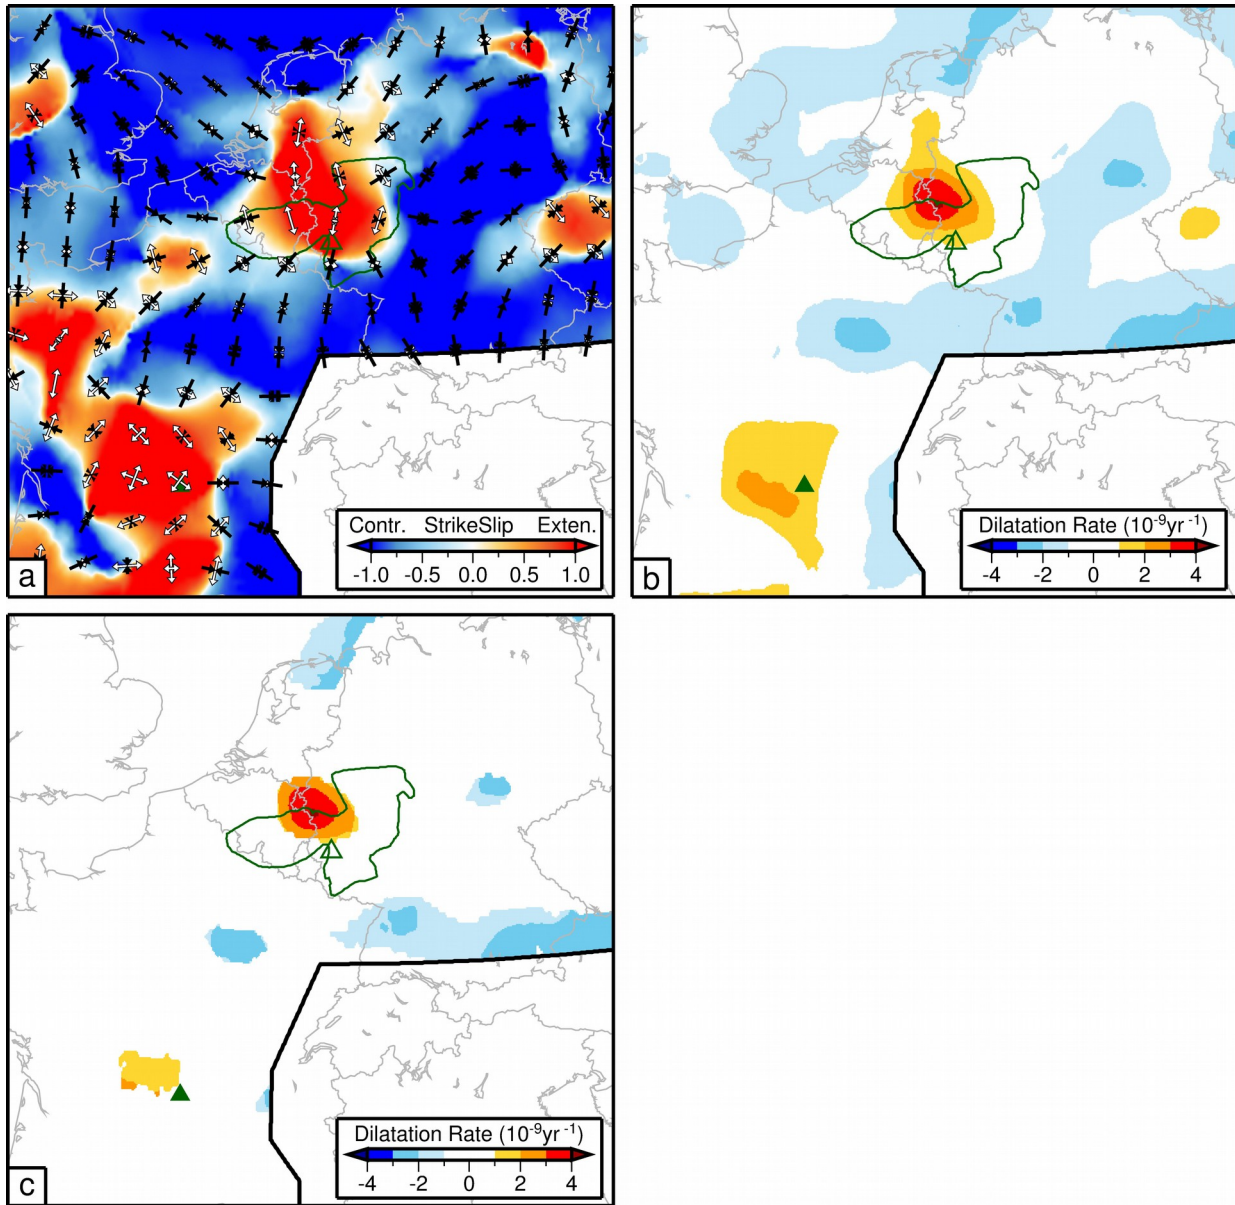 Contr. StrikeSlip Exten.
-1.0 -0.5 0.0 0.5 1.0
a
Dilatation Rate (10⁻⁹yr⁻¹)
-4 -2 0 2 4
b
Dilatation Rate (10⁻⁹yr⁻¹)
-4 -2 0 2 4
c